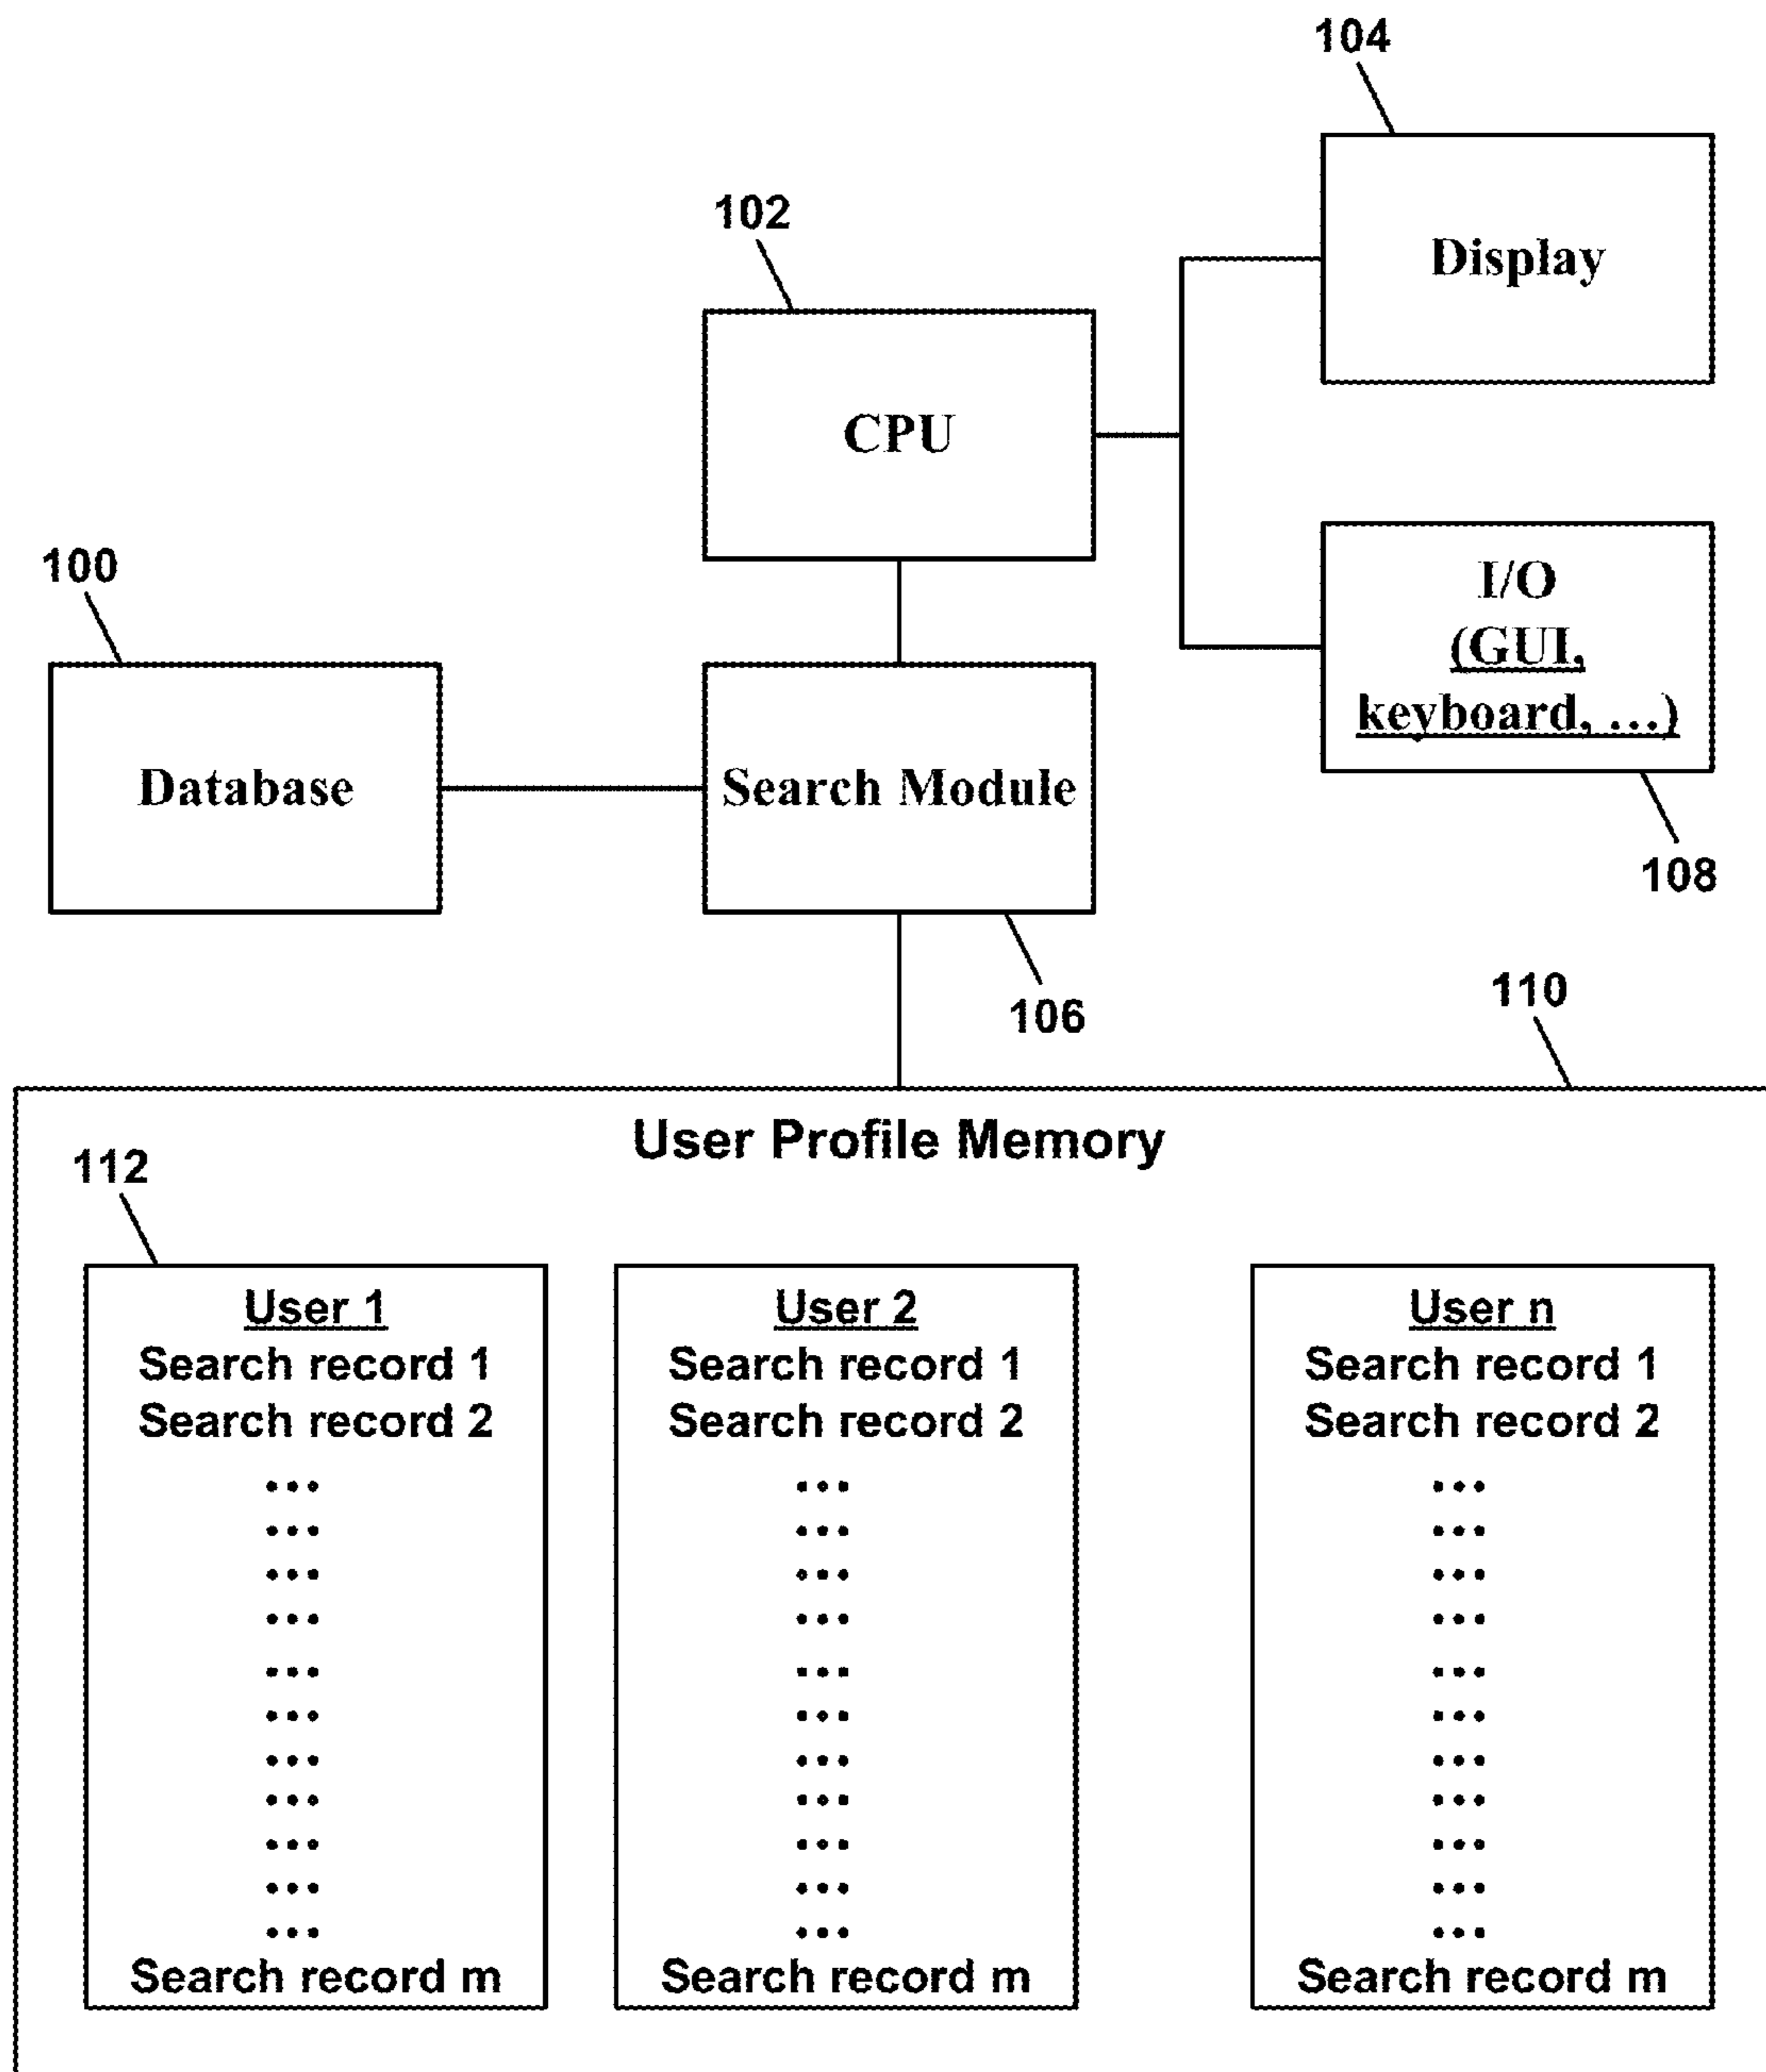 104
102
Display
CPU
100
I/O
(GUI,
keyboard, ...)
Database
Search Module
108
106
110
User Profile Memory
112
User 1
Search record 1
Search record 2
...
...
...
...
...
...
...
...
...
...
...
Search record m
User 2
Search record 1
Search record 2
...
...
...
...
...
...
...
...
...
...
...
Search record m
User n
Search record 1
Search record 2
...
...
...
...
...
...
...
...
...
...
...
Search record m